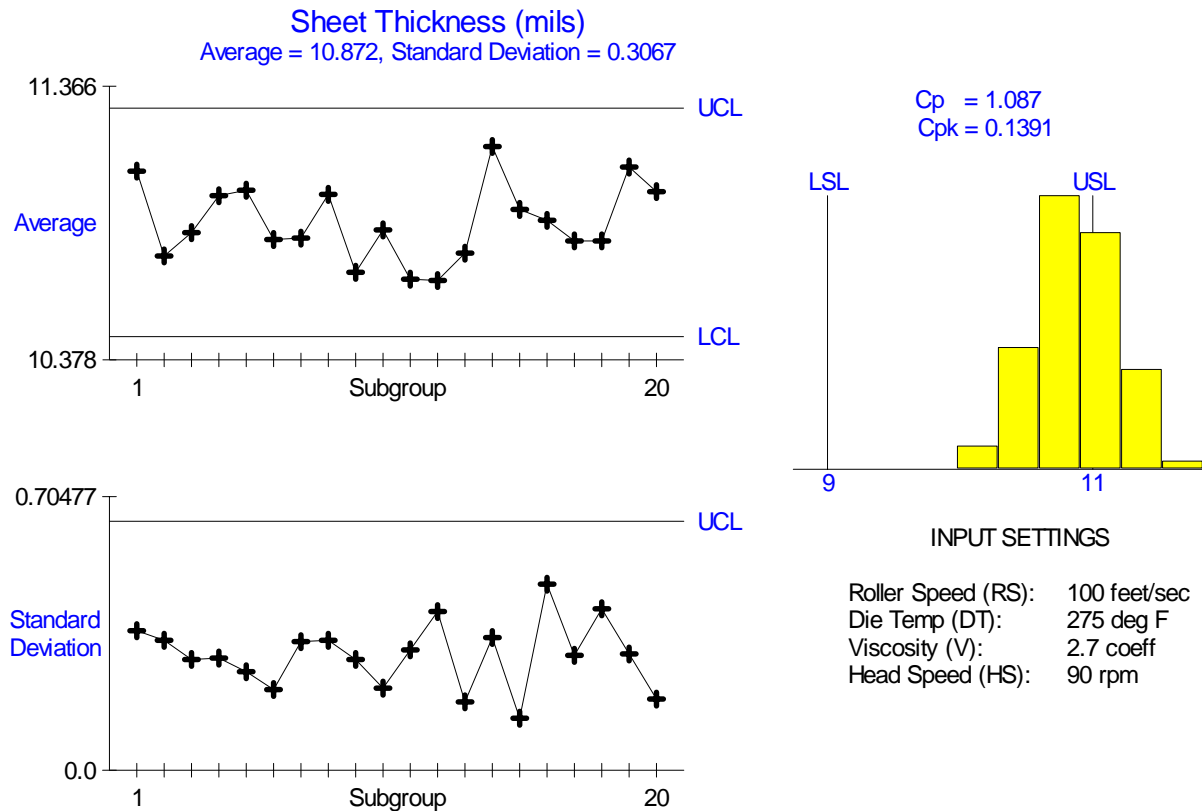 Sheet Thickness (mils)
Average = 10.872, Standard Deviation = 0.3067
11.366
UCL
Average
LCL
10.378
1
Subgroup
20
Cp = 1.087
Cpk = 0.1391
LSL
USL
9
11
0.70477
UCL
Standard
Deviation
0.0
1
Subgroup
20
INPUT SETTINGS
Roller Speed (RS): 100 feet/sec
Die Temp (DT): 275 deg F
Viscosity (V): 2.7 coeff
Head Speed (HS): 90 rpm